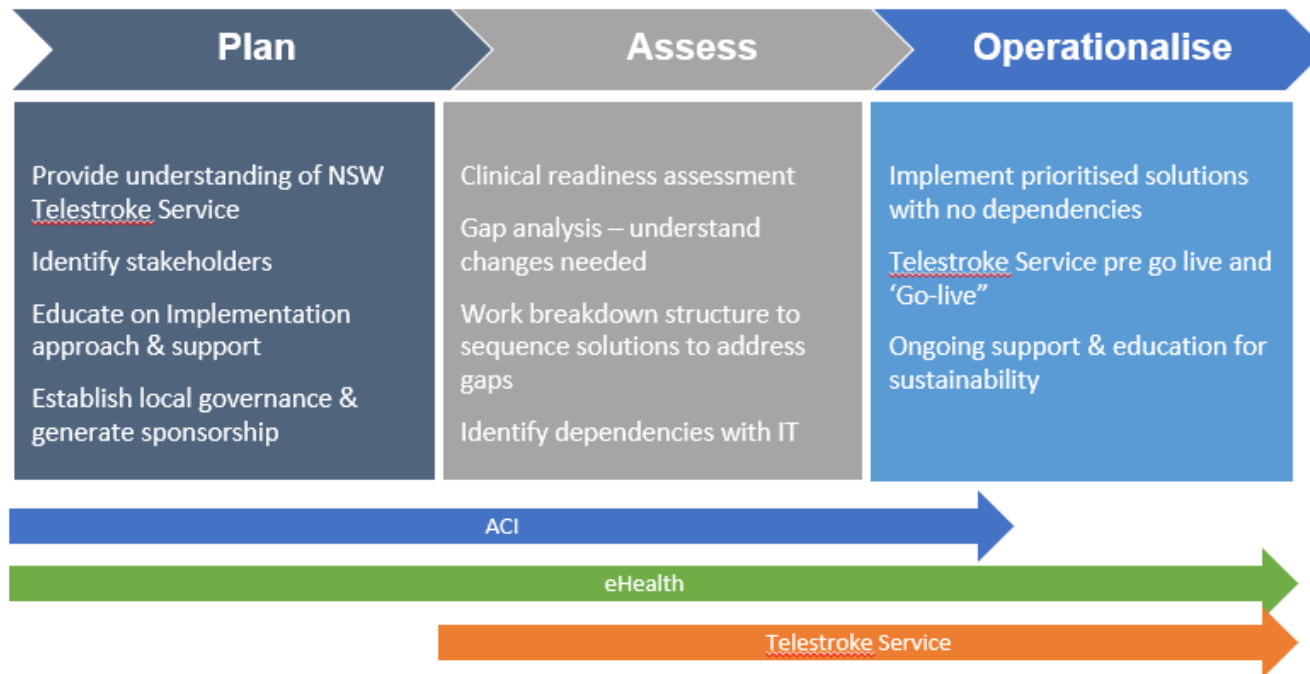 Plan
Assess
Operationalise
Provide understanding of NSW
Telestroke Service
Identify stakeholders
Educate on Implementation
approach & support
Establish local governance &
generate sponsorship
Clinical readiness assessment
Gap analysis – understand
changes needed
Work breakdown structure to
sequence solutions to address
gaps
Identify dependencies with IT
Implement prioritised solutions
with no dependencies
Telestroke Service pre go live and
‘Go-live”
Ongoing support & education for
sustainability
ACI
eHealth
Telestroke Service